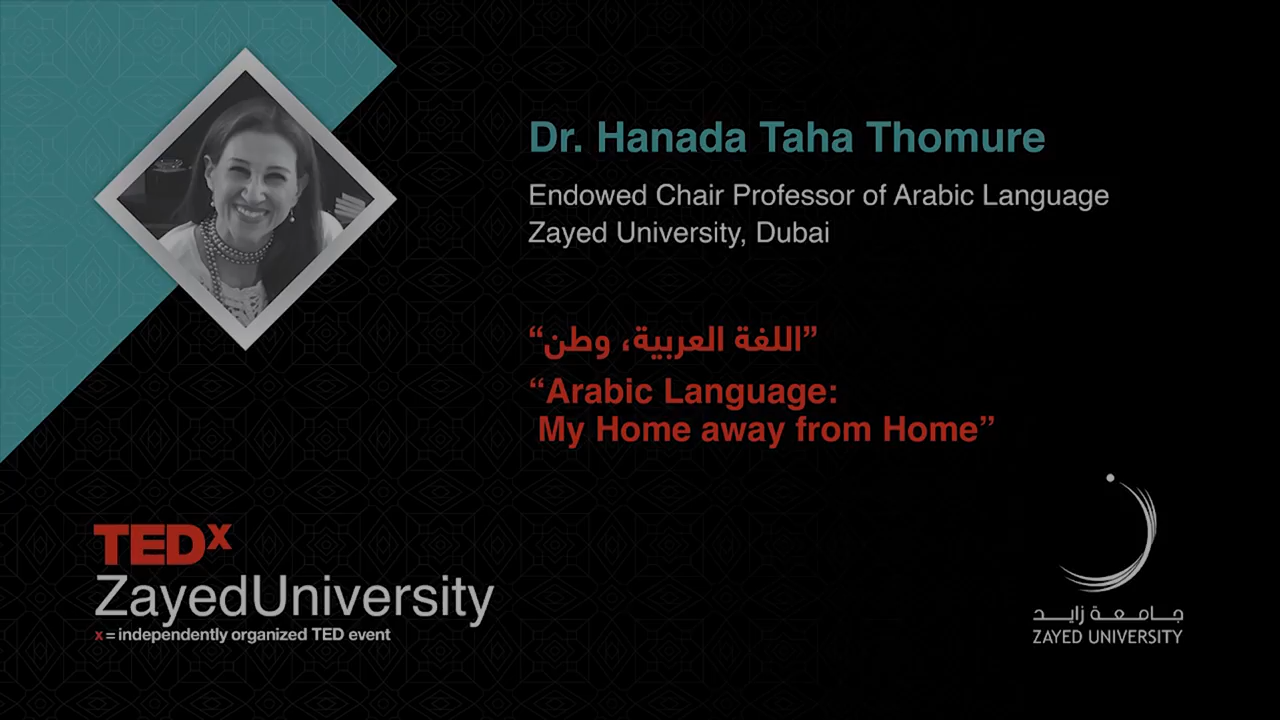 Dr. Hanada Taha Thomure
Endowed Chair Professor of Arabic Language
Zayed University, Dubai
”اللغة العربية، وطن“
“Arabic Language:
My Home away from Home”
TEDx
ZayedUniversity
x = independently organized TED event
جامعة زايد
ZAYED UNIVERSITY